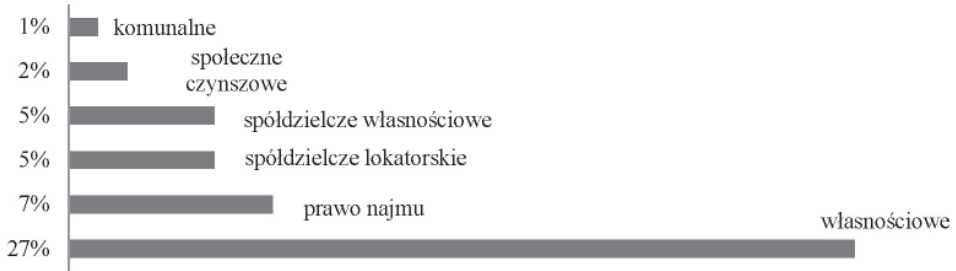 1% komunalne
2% społeczne
czynszowe
5% spółdzielcze własnościowe
5% spółdzielcze lokatorskie
7% prawo najmu
własnościowe
27%